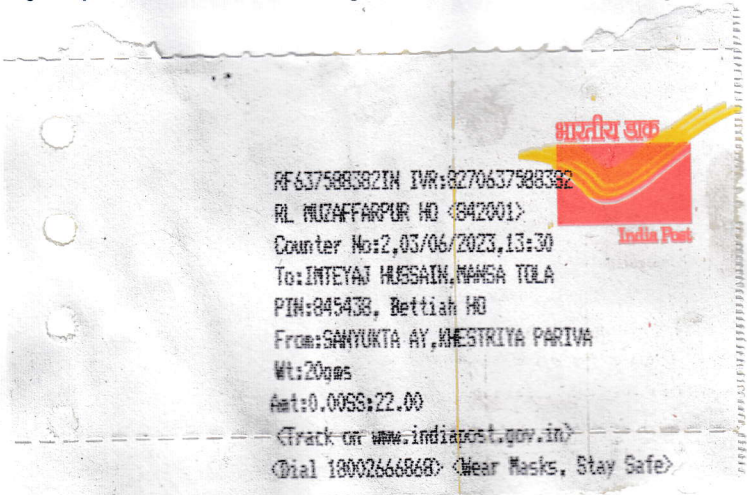 भारतीय डाक
India Post
RF637588382IN IVR:8270637588382
RL MUZAFFARPUR HO <842001>
Counter No:2,03/06/2023,13:30
To:IMTEYAJ HUSSAIN,MANSA TOLA
PIN:845438, Bettiah HO
From:SANYUKTA AY,KHESTRIYA PARIVA
Wt:20gms
Amt:0.00SS:22.00
<Track on www.indiapost.gov.in>
<Dial 18002666868> <Wear Masks, Stay Safe>